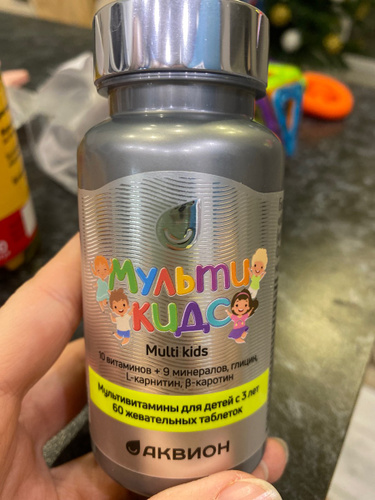 Мульти
кидс
Multi kids
10 витаминов + 9 минералов, глицин,
L-карнитин, β-каротин
Мультивитамины для детей с 3 лет
60 жевательных таблеток
АКВИОН